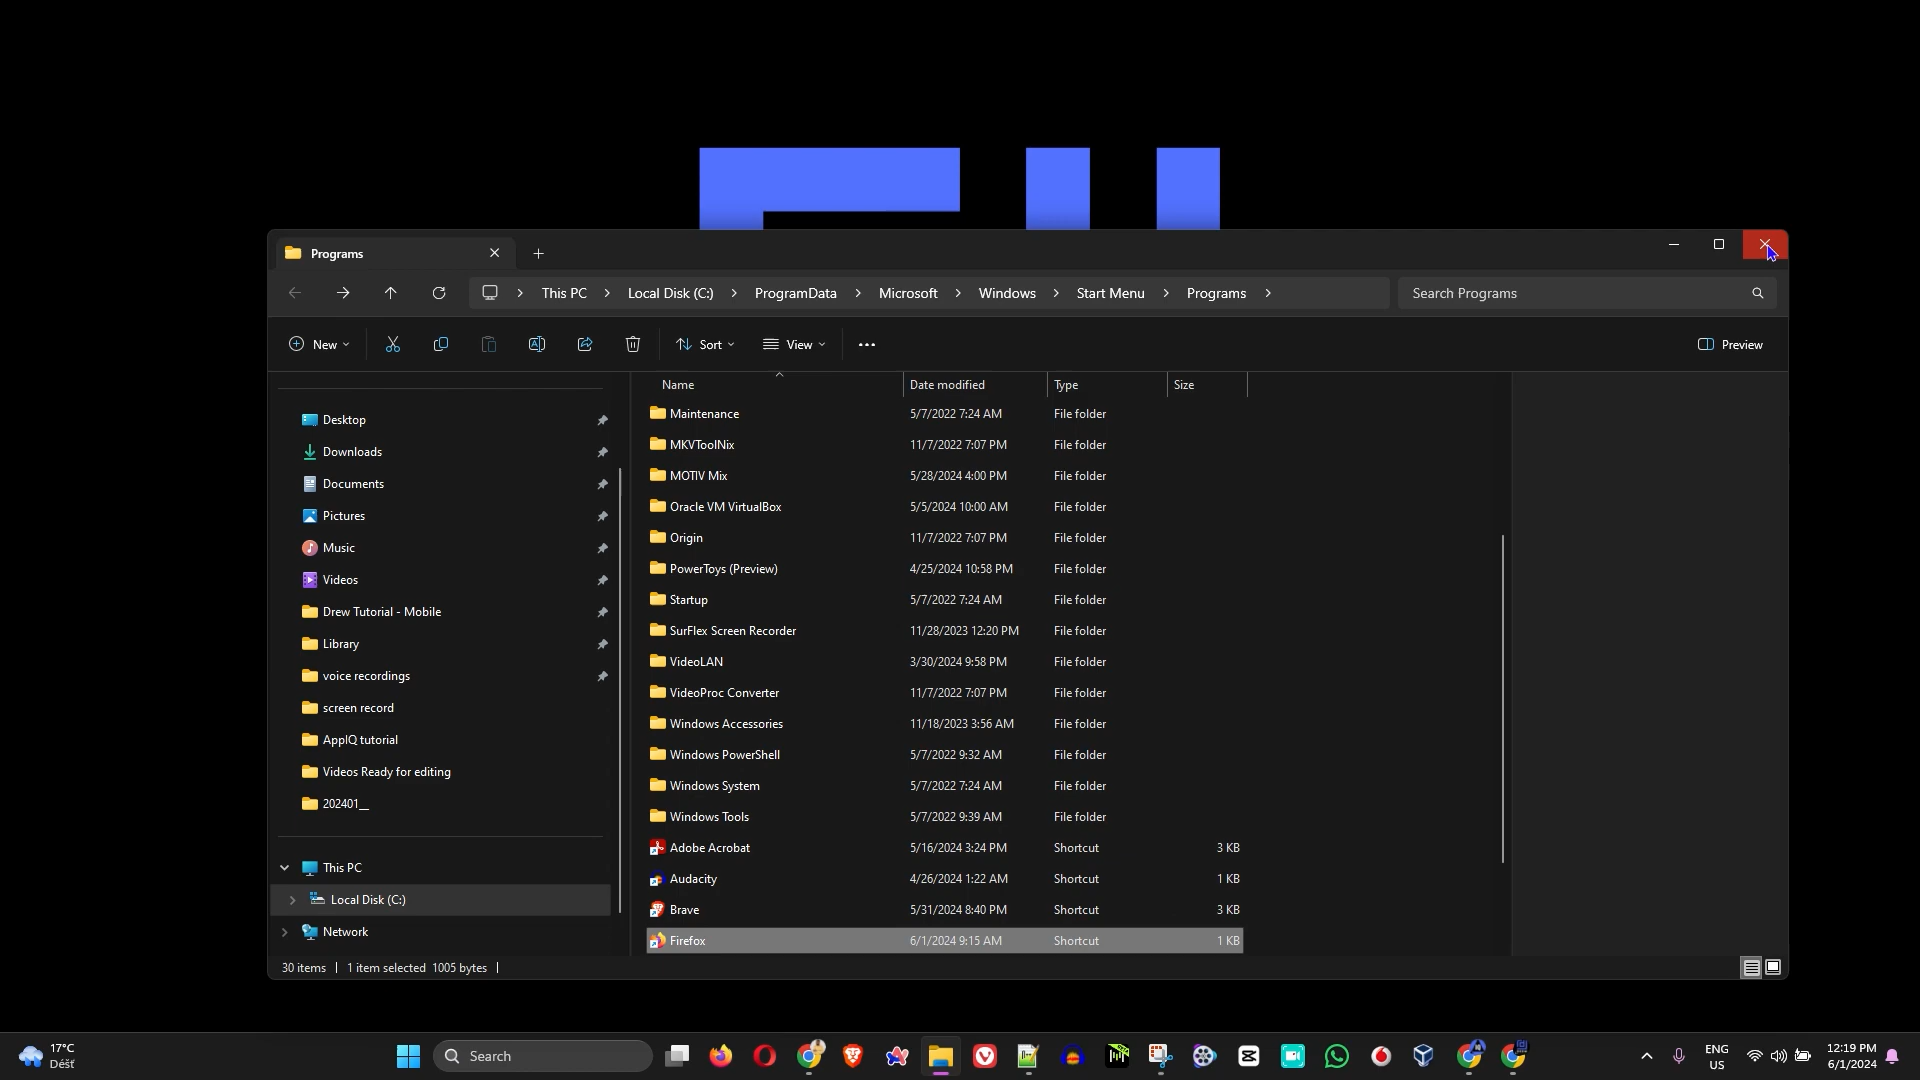 Programs
This PC
Local Disk (C:)
ProgramData
Microsoft
Windows
Start Menu
Programs
Search Programs
New
Sort
View
Preview
Name
Date modified
Type
Size
Desktop
Downloads
Documents
Pictures
Music
Videos
Drew Tutorial - Mobile
Library
voice recordings
screen record
AppIQ tutorial
Videos Ready for editing
202401__
This PC
Local Disk (C:)
Network
Maintenance 5/7/2022 7:24 AM File folder
MKVToolNix 11/7/2022 7:07 PM File folder
MOTIV Mix 5/28/2024 4:00 PM File folder
Oracle VM VirtualBox 5/5/2024 10:00 AM File folder
Origin 11/7/2022 7:07 PM File folder
PowerToys (Preview) 4/25/2024 10:58 PM File folder
Startup 5/7/2022 7:24 AM File folder
SurFlex Screen Recorder 11/28/2023 12:20 PM File folder
VideoLAN 3/30/2024 9:58 PM File folder
VideoProc Converter 11/7/2022 7:07 PM File folder
Windows Accessories 11/18/2023 3:56 AM File folder
Windows PowerShell 5/7/2022 9:32 AM File folder
Windows System 5/7/2022 7:24 AM File folder
Windows Tools 5/7/2022 9:39 AM File folder
Adobe Acrobat 5/16/2024 3:24 PM Shortcut 3 KB
Audacity 4/26/2024 1:22 AM Shortcut 1 KB
Brave 5/31/2024 8:40 PM Shortcut 3 KB
Firefox 6/1/2024 9:15 AM Shortcut 1 KB
30 items 1 item selected 1005 bytes
17°C
Déšť
Search
ENG
US
12:19 PM
6/1/2024